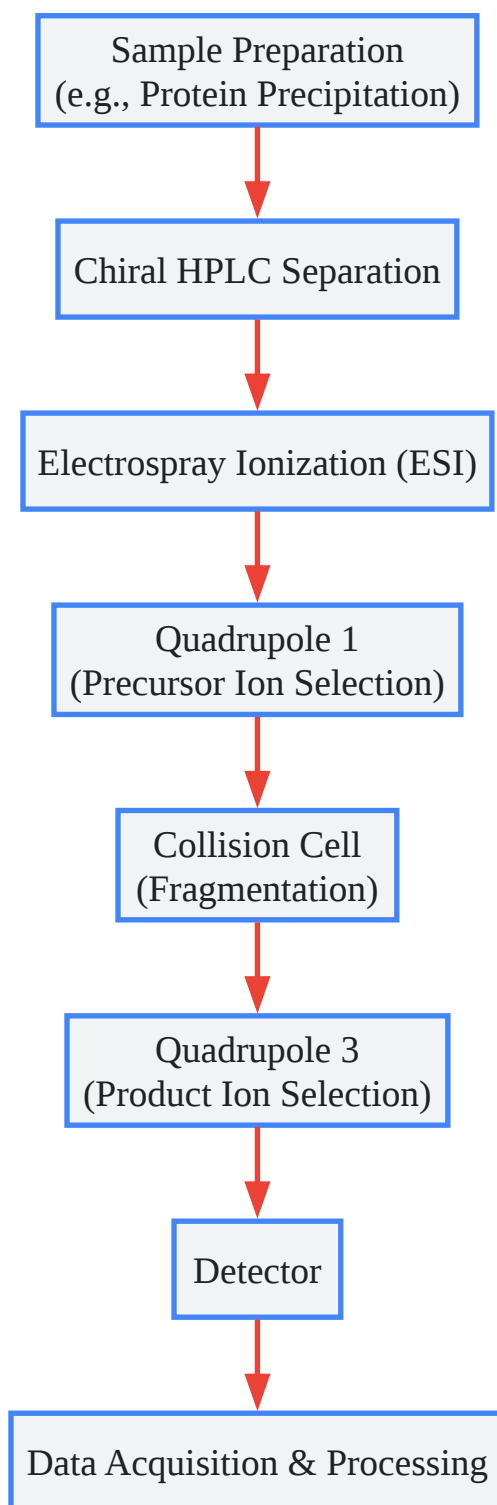 Sample Preparation
(e.g., Protein Precipitation)
Chiral HPLC Separation
Electrospray Ionization (ESI)
Quadrupole 1
(Precursor Ion Selection)
Collision Cell
(Fragmentation)
Quadrupole 3
(Product Ion Selection)
Detector
Data Acquisition & Processing